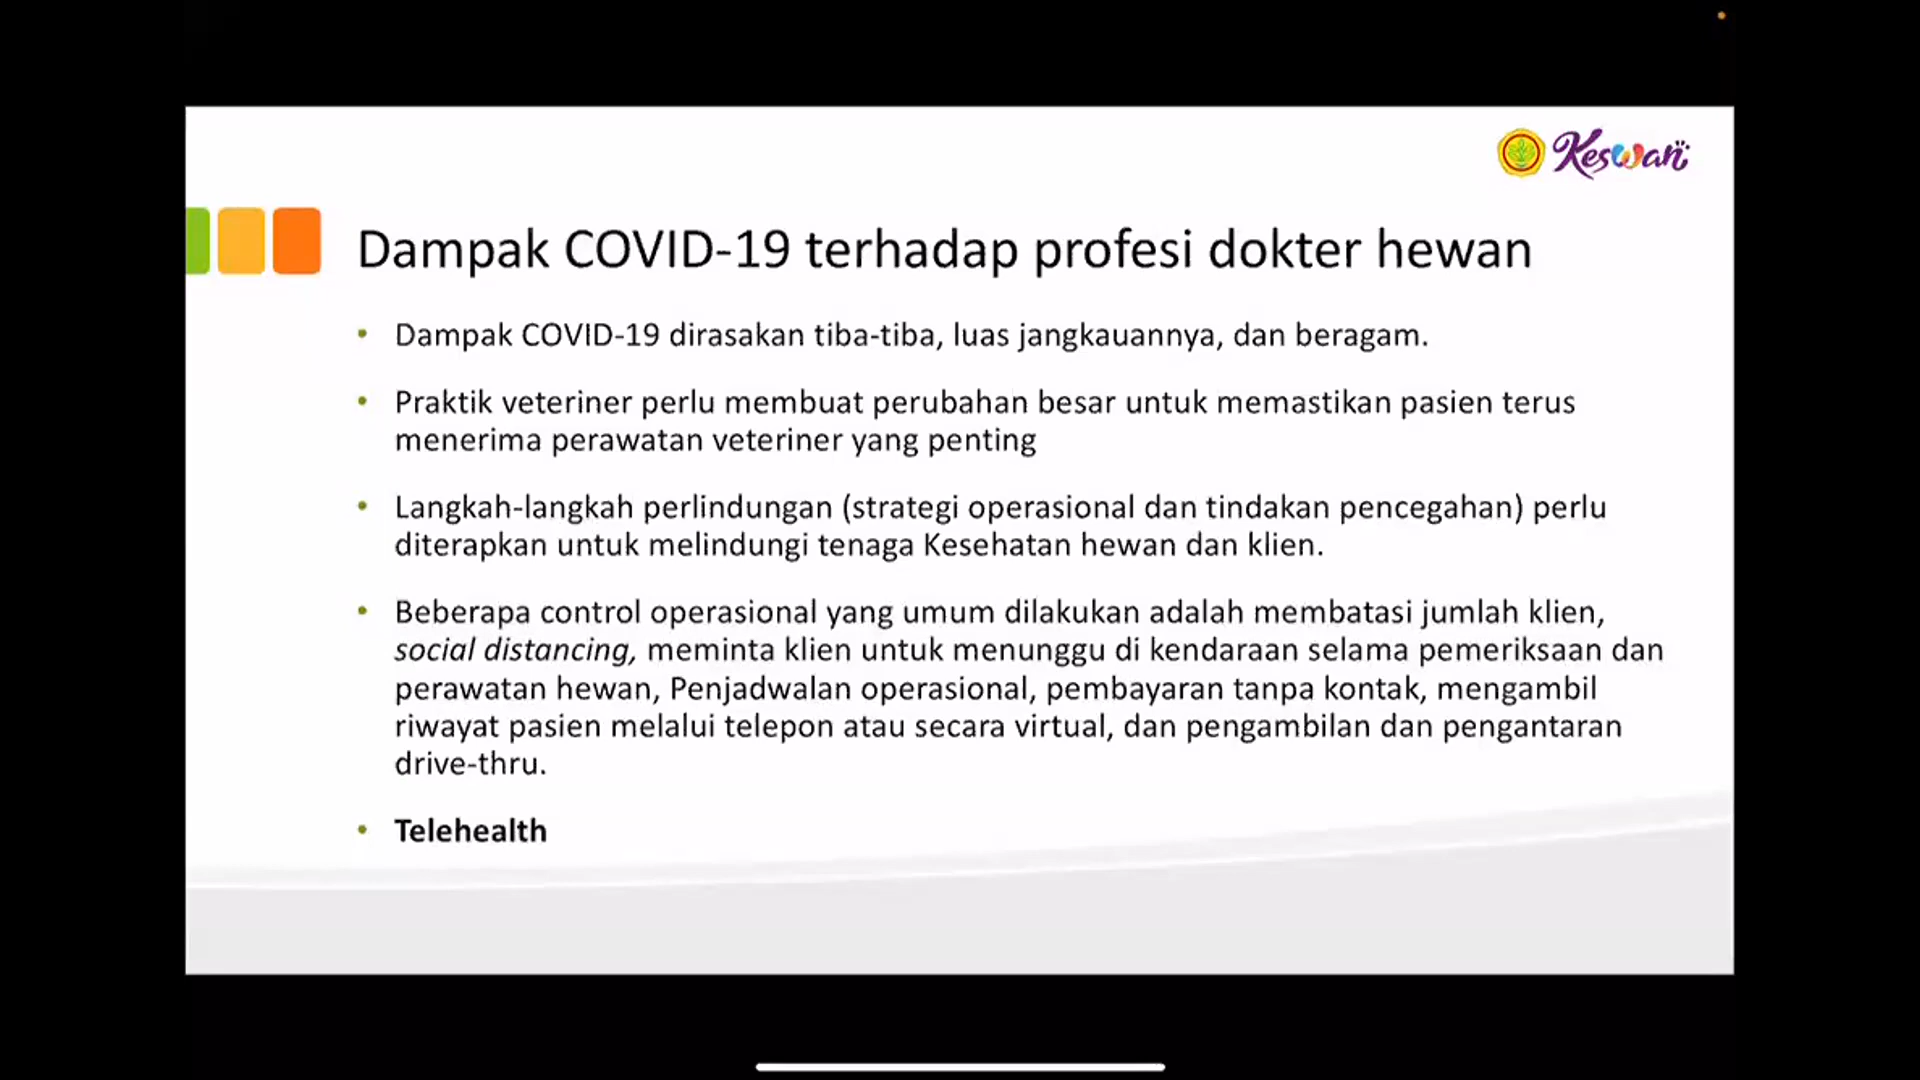 Keswan
Dampak COVID-19 terhadap profesi dokter hewan
• Dampak COVID-19 dirasakan tiba-tiba, luas jangkauannya, dan beragam.
• Praktik veteriner perlu membuat perubahan besar untuk memastikan pasien terus
menerima perawatan veteriner yang penting
• Langkah-langkah perlindungan (strategi operasional dan tindakan pencegahan) perlu
diterapkan untuk melindungi tenaga Kesehatan hewan dan klien.
• Beberapa control operasional yang umum dilakukan adalah membatasi jumlah klien,
social distancing, meminta klien untuk menunggu di kendaraan selama pemeriksaan dan
perawatan hewan, Penjadwalan operasional, pembayaran tanpa kontak, mengambil
riwayat pasien melalui telepon atau secara virtual, dan pengambilan dan pengantaran
drive-thru.
• Telehealth